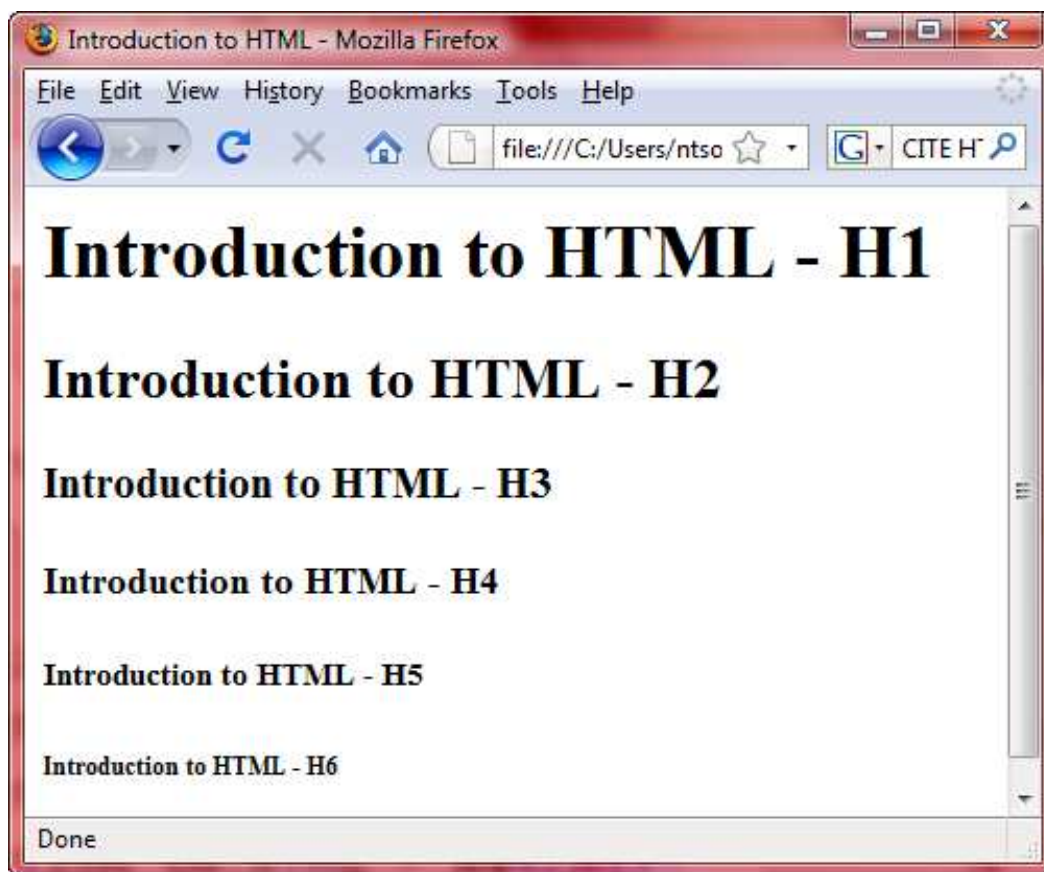 Introduction to HTML - Mozilla Firefox
File Edit View History Bookmarks Tools Help
file:///C:/Users/ntso G CITE H
Introduction to HTML - H1
Introduction to HTML - H2
Introduction to HTML - H3
Introduction to HTML - H4
Introduction to HTML - H5
Introduction to HTML - H6
Done